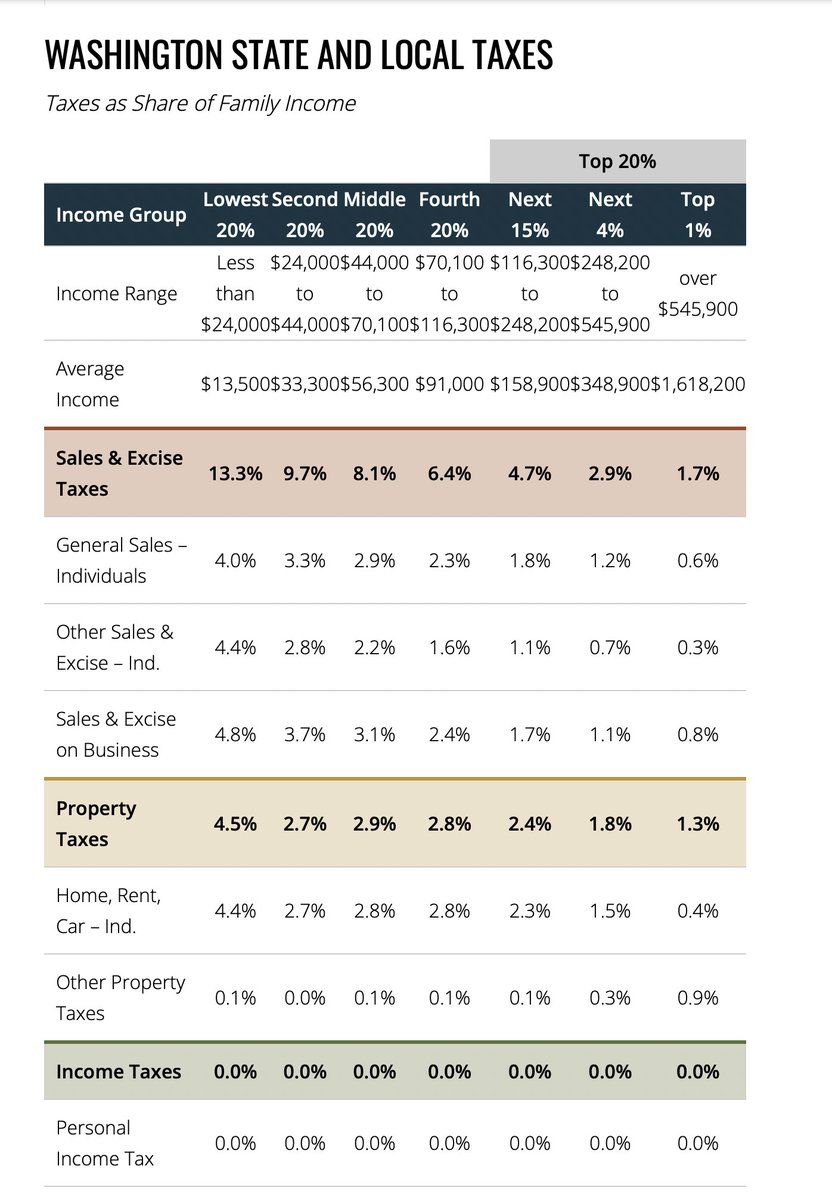 WASHINGTON STATE AND LOCAL TAXES
Taxes as Share of Family Income
Top 20%
Income Group Lowest 20% Second 20% Middle 20% Fourth 20% Next 15% Next 4% Top 1%
Income Range Less than $24,000 $24,000 to $44,000 $44,000 to $70,100 $70,100 to $116,300 $116,300 to $248,200 $248,200 to $545,900 over $545,900
Average Income $13,500 $33,300 $56,300 $91,000 $158,900 $348,900 $1,618,200
Sales & Excise Taxes 13.3% 9.7% 8.1% 6.4% 4.7% 2.9% 1.7%
General Sales – Individuals 4.0% 3.3% 2.9% 2.3% 1.8% 1.2% 0.6%
Other Sales & Excise – Ind. 4.4% 2.8% 2.2% 1.6% 1.1% 0.7% 0.3%
Sales & Excise on Business 4.8% 3.7% 3.1% 2.4% 1.7% 1.1% 0.8%
Property Taxes 4.5% 2.7% 2.9% 2.8% 2.4% 1.8% 1.3%
Home, Rent, Car – Ind. 4.4% 2.7% 2.8% 2.8% 2.3% 1.5% 0.4%
Other Property Taxes 0.1% 0.0% 0.1% 0.1% 0.1% 0.3% 0.9%
Income Taxes 0.0% 0.0% 0.0% 0.0% 0.0% 0.0% 0.0%
Personal Income Tax 0.0% 0.0% 0.0% 0.0% 0.0% 0.0% 0.0%